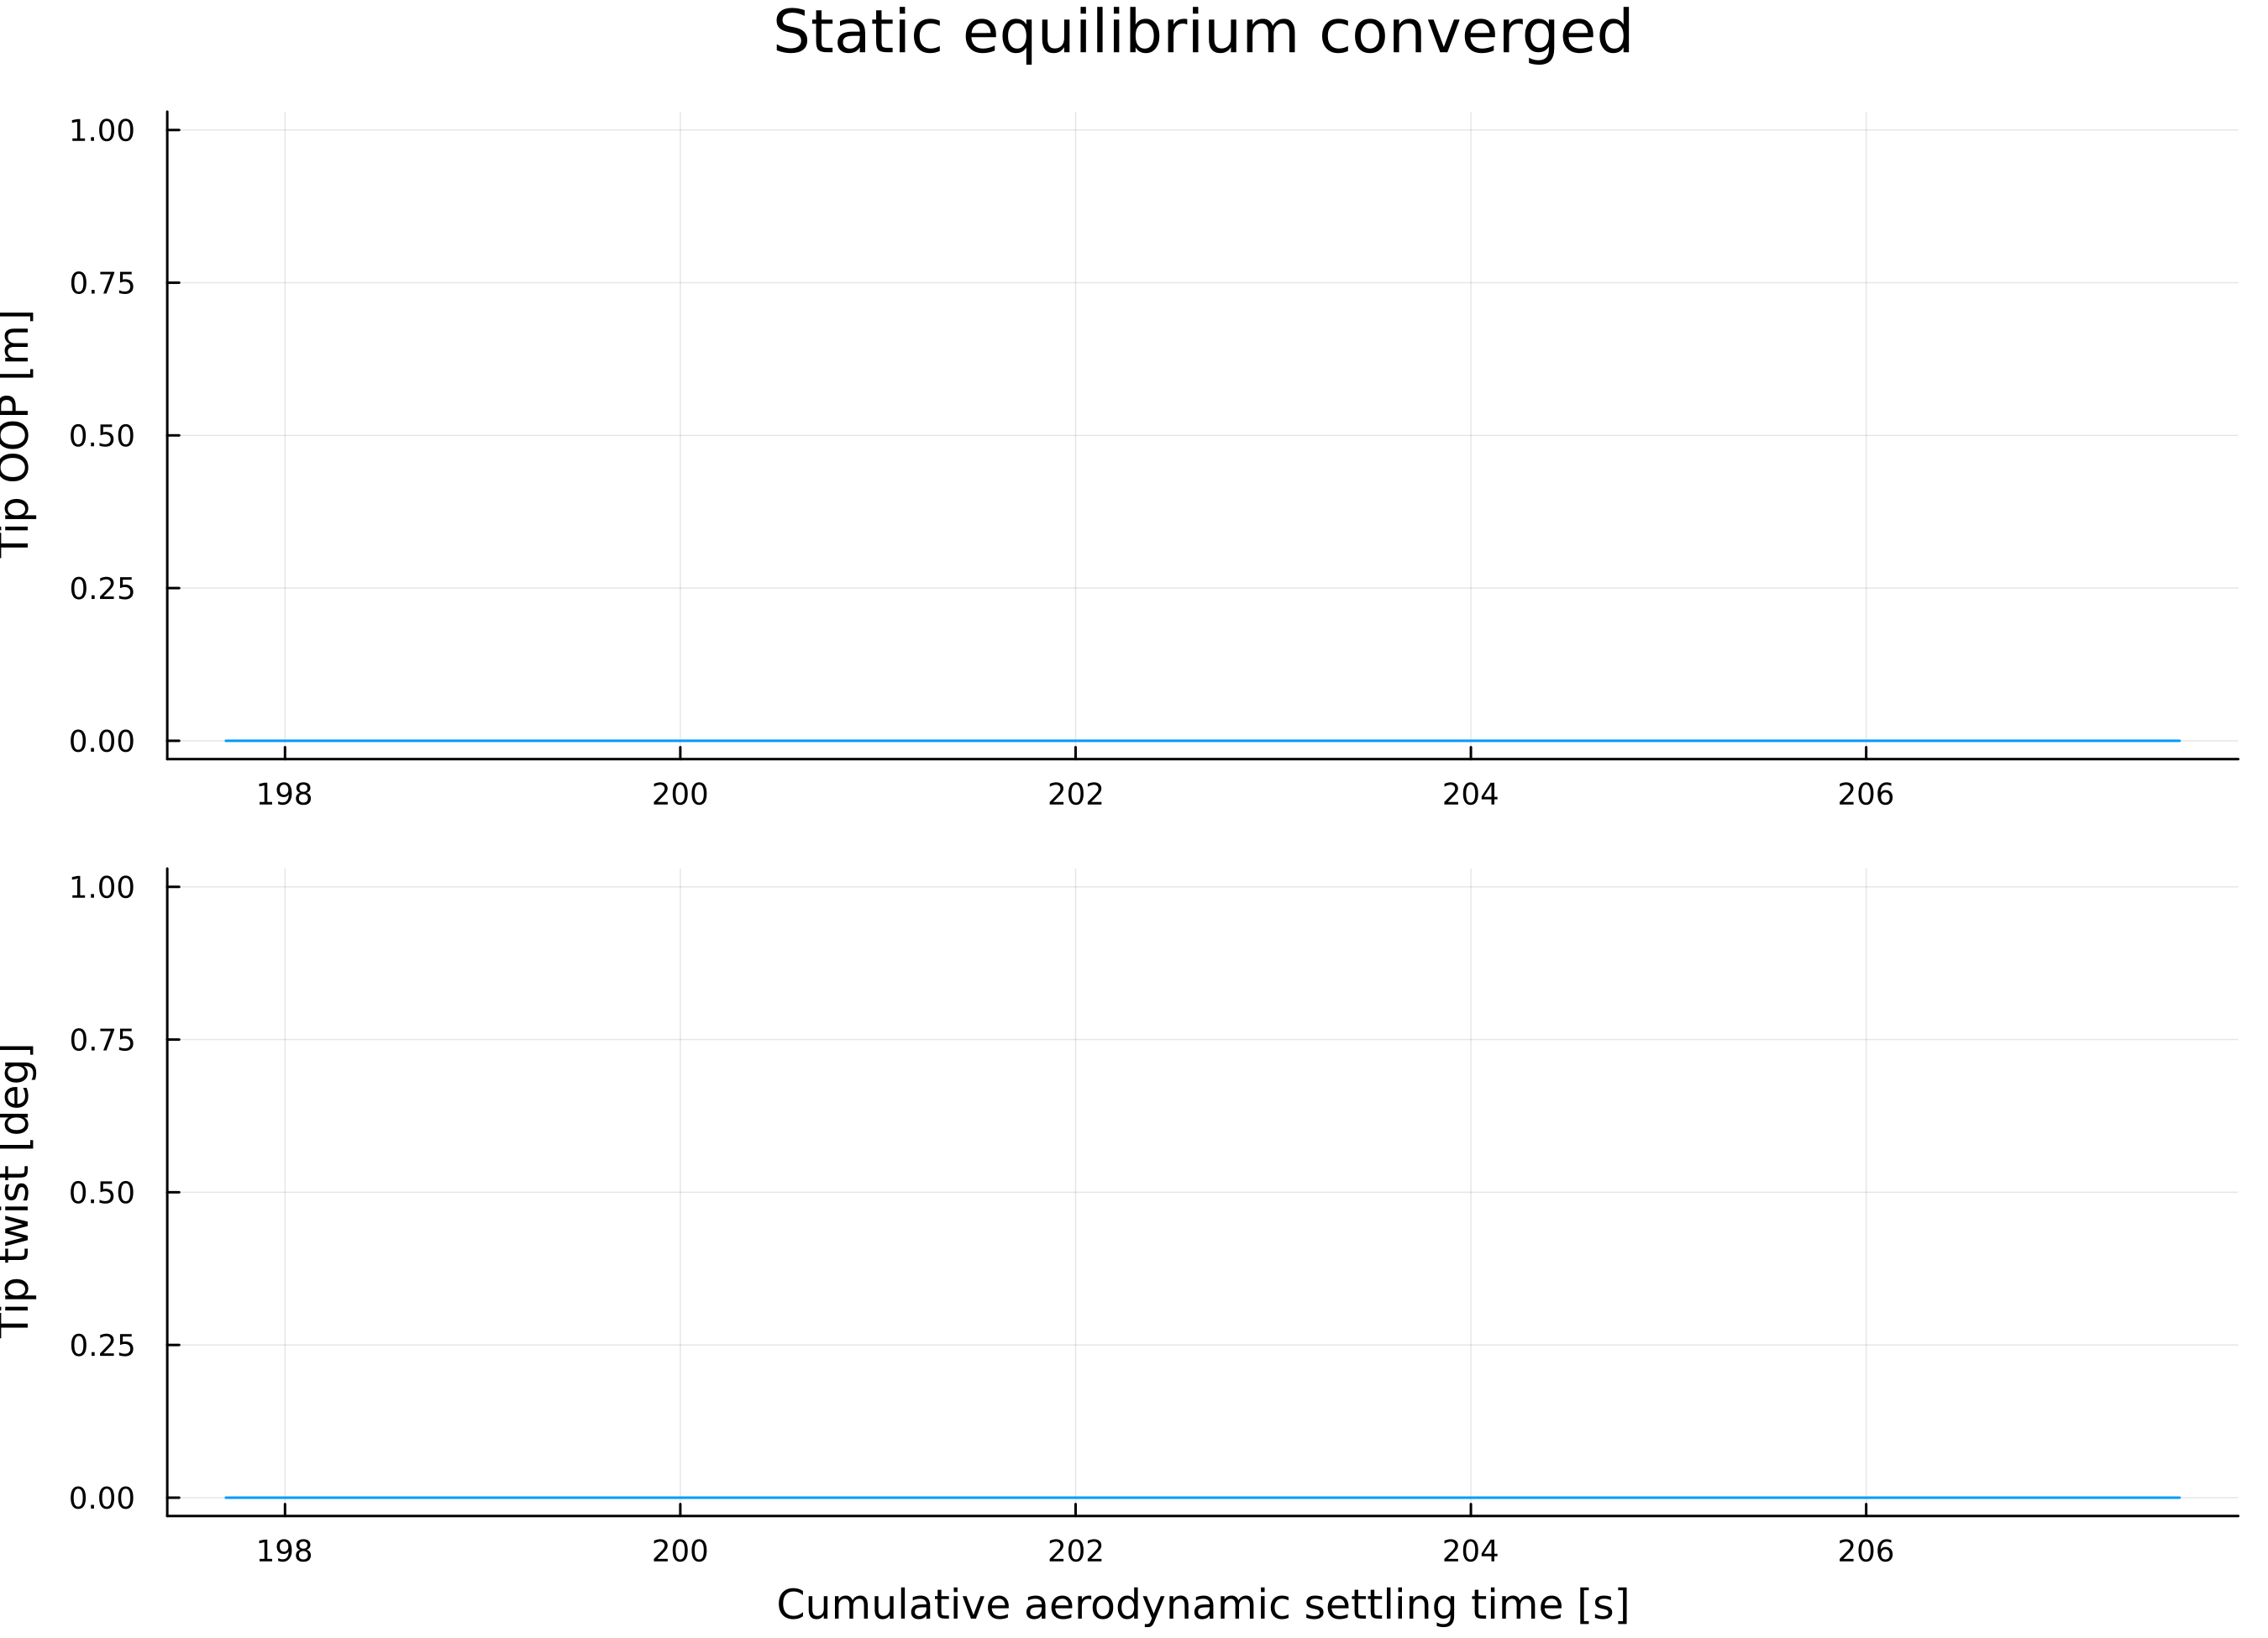 Static equilibrium converged
Tip OOP [m]
1.00
0.75
0.50
0.25
0.00
198 200 202 204 206
Tip twist [deg]
1.00
0.75
0.50
0.25
0.00
198 200 202 204 206
Cumulative aerodynamic settling time [s]